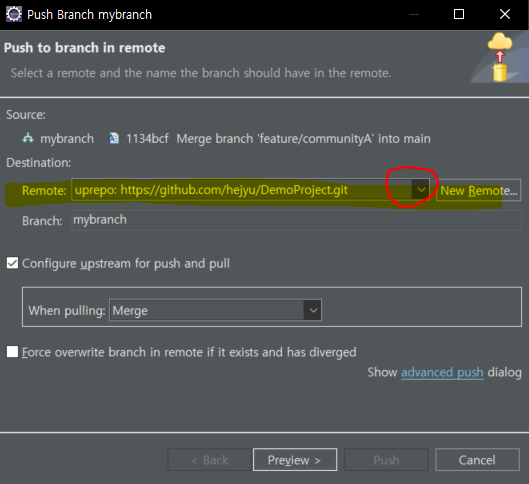 Push Branch mybranch
Push to branch in remote
Select a remote and the name the branch should have in the remote.
Source:
mybranch 1134bcf Merge branch 'feature/communityA' into main
Destination:
Remote: uprepo: https://github.com/hejyu/DemoProject.git New Remote...
Branch: mybranch
Configure upstream for push and pull
When pulling: Merge
Force overwrite branch in remote if it exists and has diverged
Show advanced push dialog
< Back Preview > Push Cancel